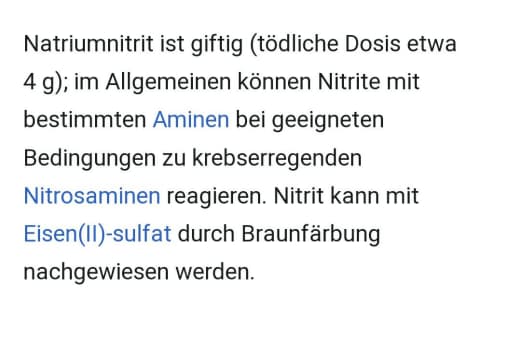 Natriumnitrit ist giftig (tödliche Dosis etwa
4 g); im Allgemeinen können Nitrite mit
bestimmten Aminen bei geeigneten
Bedingungen zu krebserregenden
Nitrosaminen reagieren. Nitrit kann mit
Eisen(II)-sulfat durch Braunfärbung
nachgewiesen werden.